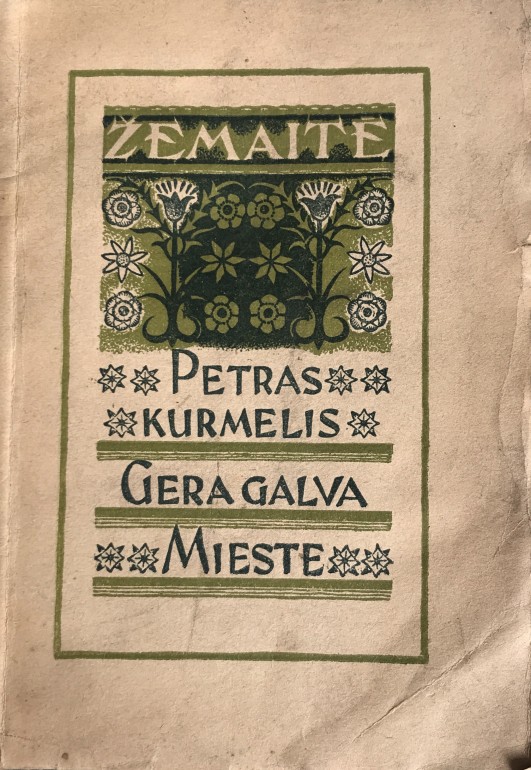 ŽEMAITĖ
PETRAS
KURMELIS
GERA GALVA
MIESTE